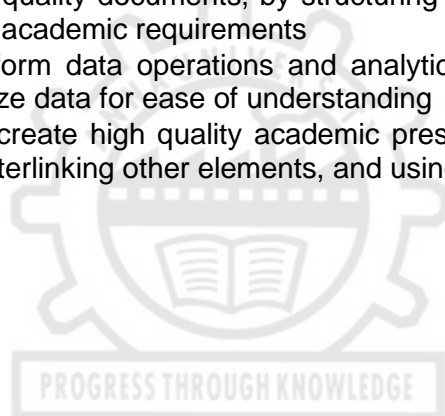 quality documents, by structuring
academic requirements
form data operations and analytic
ze data for ease of understanding
create high quality academic pres
terlinking other elements, and using
PROGRESS THROUGH KNOWLEDGE